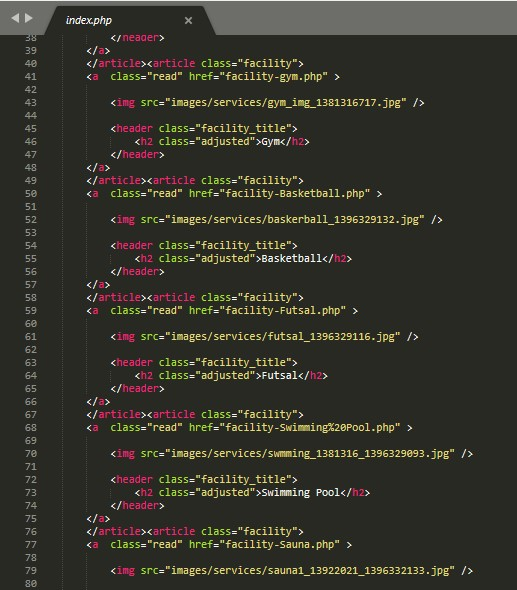 index.php ×
38 </header>
39 </a>
40 </article><article class="facility">
41 <a  class="read" href="facility-gym.php" >
42
43 <img src="images/services/gym_img_1381316717.jpg" />
44
45 <header class="facility_title">
46 <h2 class="adjusted">Gym</h2>
47 </header>
48 </a>
49 </article><article class="facility">
50 <a  class="read" href="facility-Basketball.php" >
51
52 <img src="images/services/baskerball_1396329132.jpg" />
53
54 <header class="facility_title">
55 <h2 class="adjusted">Basketball</h2>
56 </header>
57 </a>
58 </article><article class="facility">
59 <a  class="read" href="facility-Futsal.php" >
60
61 <img src="images/services/futsal_1396329116.jpg" />
62
63 <header class="facility_title">
64 <h2 class="adjusted">Futsal</h2>
65 </header>
66 </a>
67 </article><article class="facility">
68 <a  class="read" href="facility-Swimming%20Pool.php" >
69
70 <img src="images/services/swmming_1381316_1396329093.jpg" />
71
72 <header class="facility_title">
73 <h2 class="adjusted">Swimming Pool</h2>
74 </header>
75 </a>
76 </article><article class="facility">
77 <a  class="read" href="facility-Sauna.php" >
78
79 <img src="images/services/sauna1_13922021_1396332133.jpg" />
80